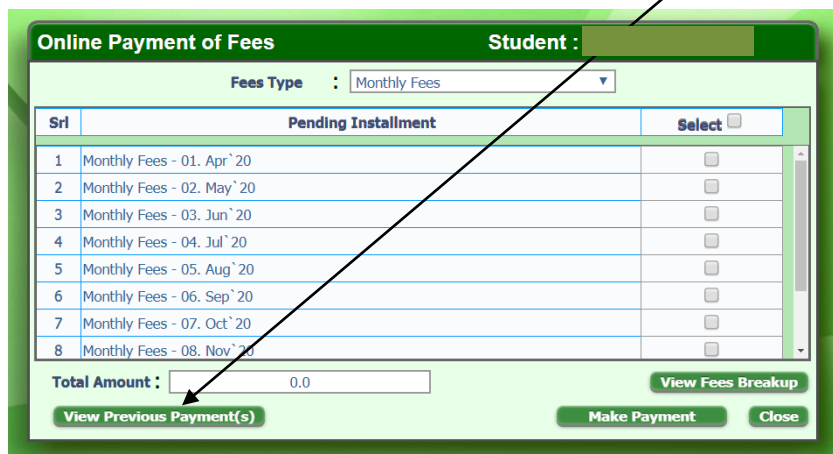 Online Payment of Fees Student :
Fees Type : Monthly Fees
Srl Pending Installment Select
1 Monthly Fees - 01. Apr`20
2 Monthly Fees - 02. May`20
3 Monthly Fees - 03. Jun`20
4 Monthly Fees - 04. Jul`20
5 Monthly Fees - 05. Aug`20
6 Monthly Fees - 06. Sep`20
7 Monthly Fees - 07. Oct`20
8 Monthly Fees - 08. Nov`20
Total Amount : 0.0 View Fees Breakup
View Previous Payment(s) Make Payment Close